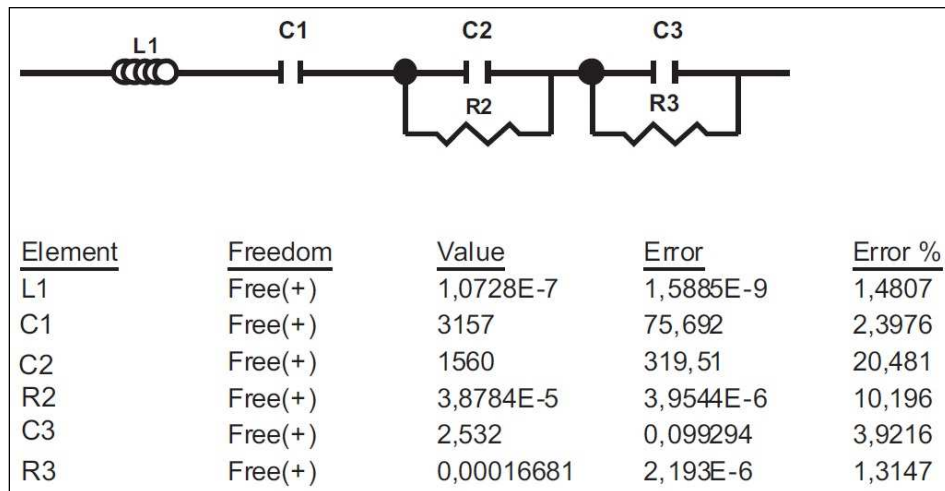 L1 C1 C2 C3
R2 R3
Element Freedom Value Error Error %
L1 Free(+) 1,0728E-7 1,5885E-9 1,4807
C1 Free(+) 3157 75,692 2,3976
C2 Free(+) 1560 319,51 20,481
R2 Free(+) 3,8784E-5 3,9544E-6 10,196
C3 Free(+) 2,532 0,099294 3,9216
R3 Free(+) 0,00016681 2,193E-6 1,3147